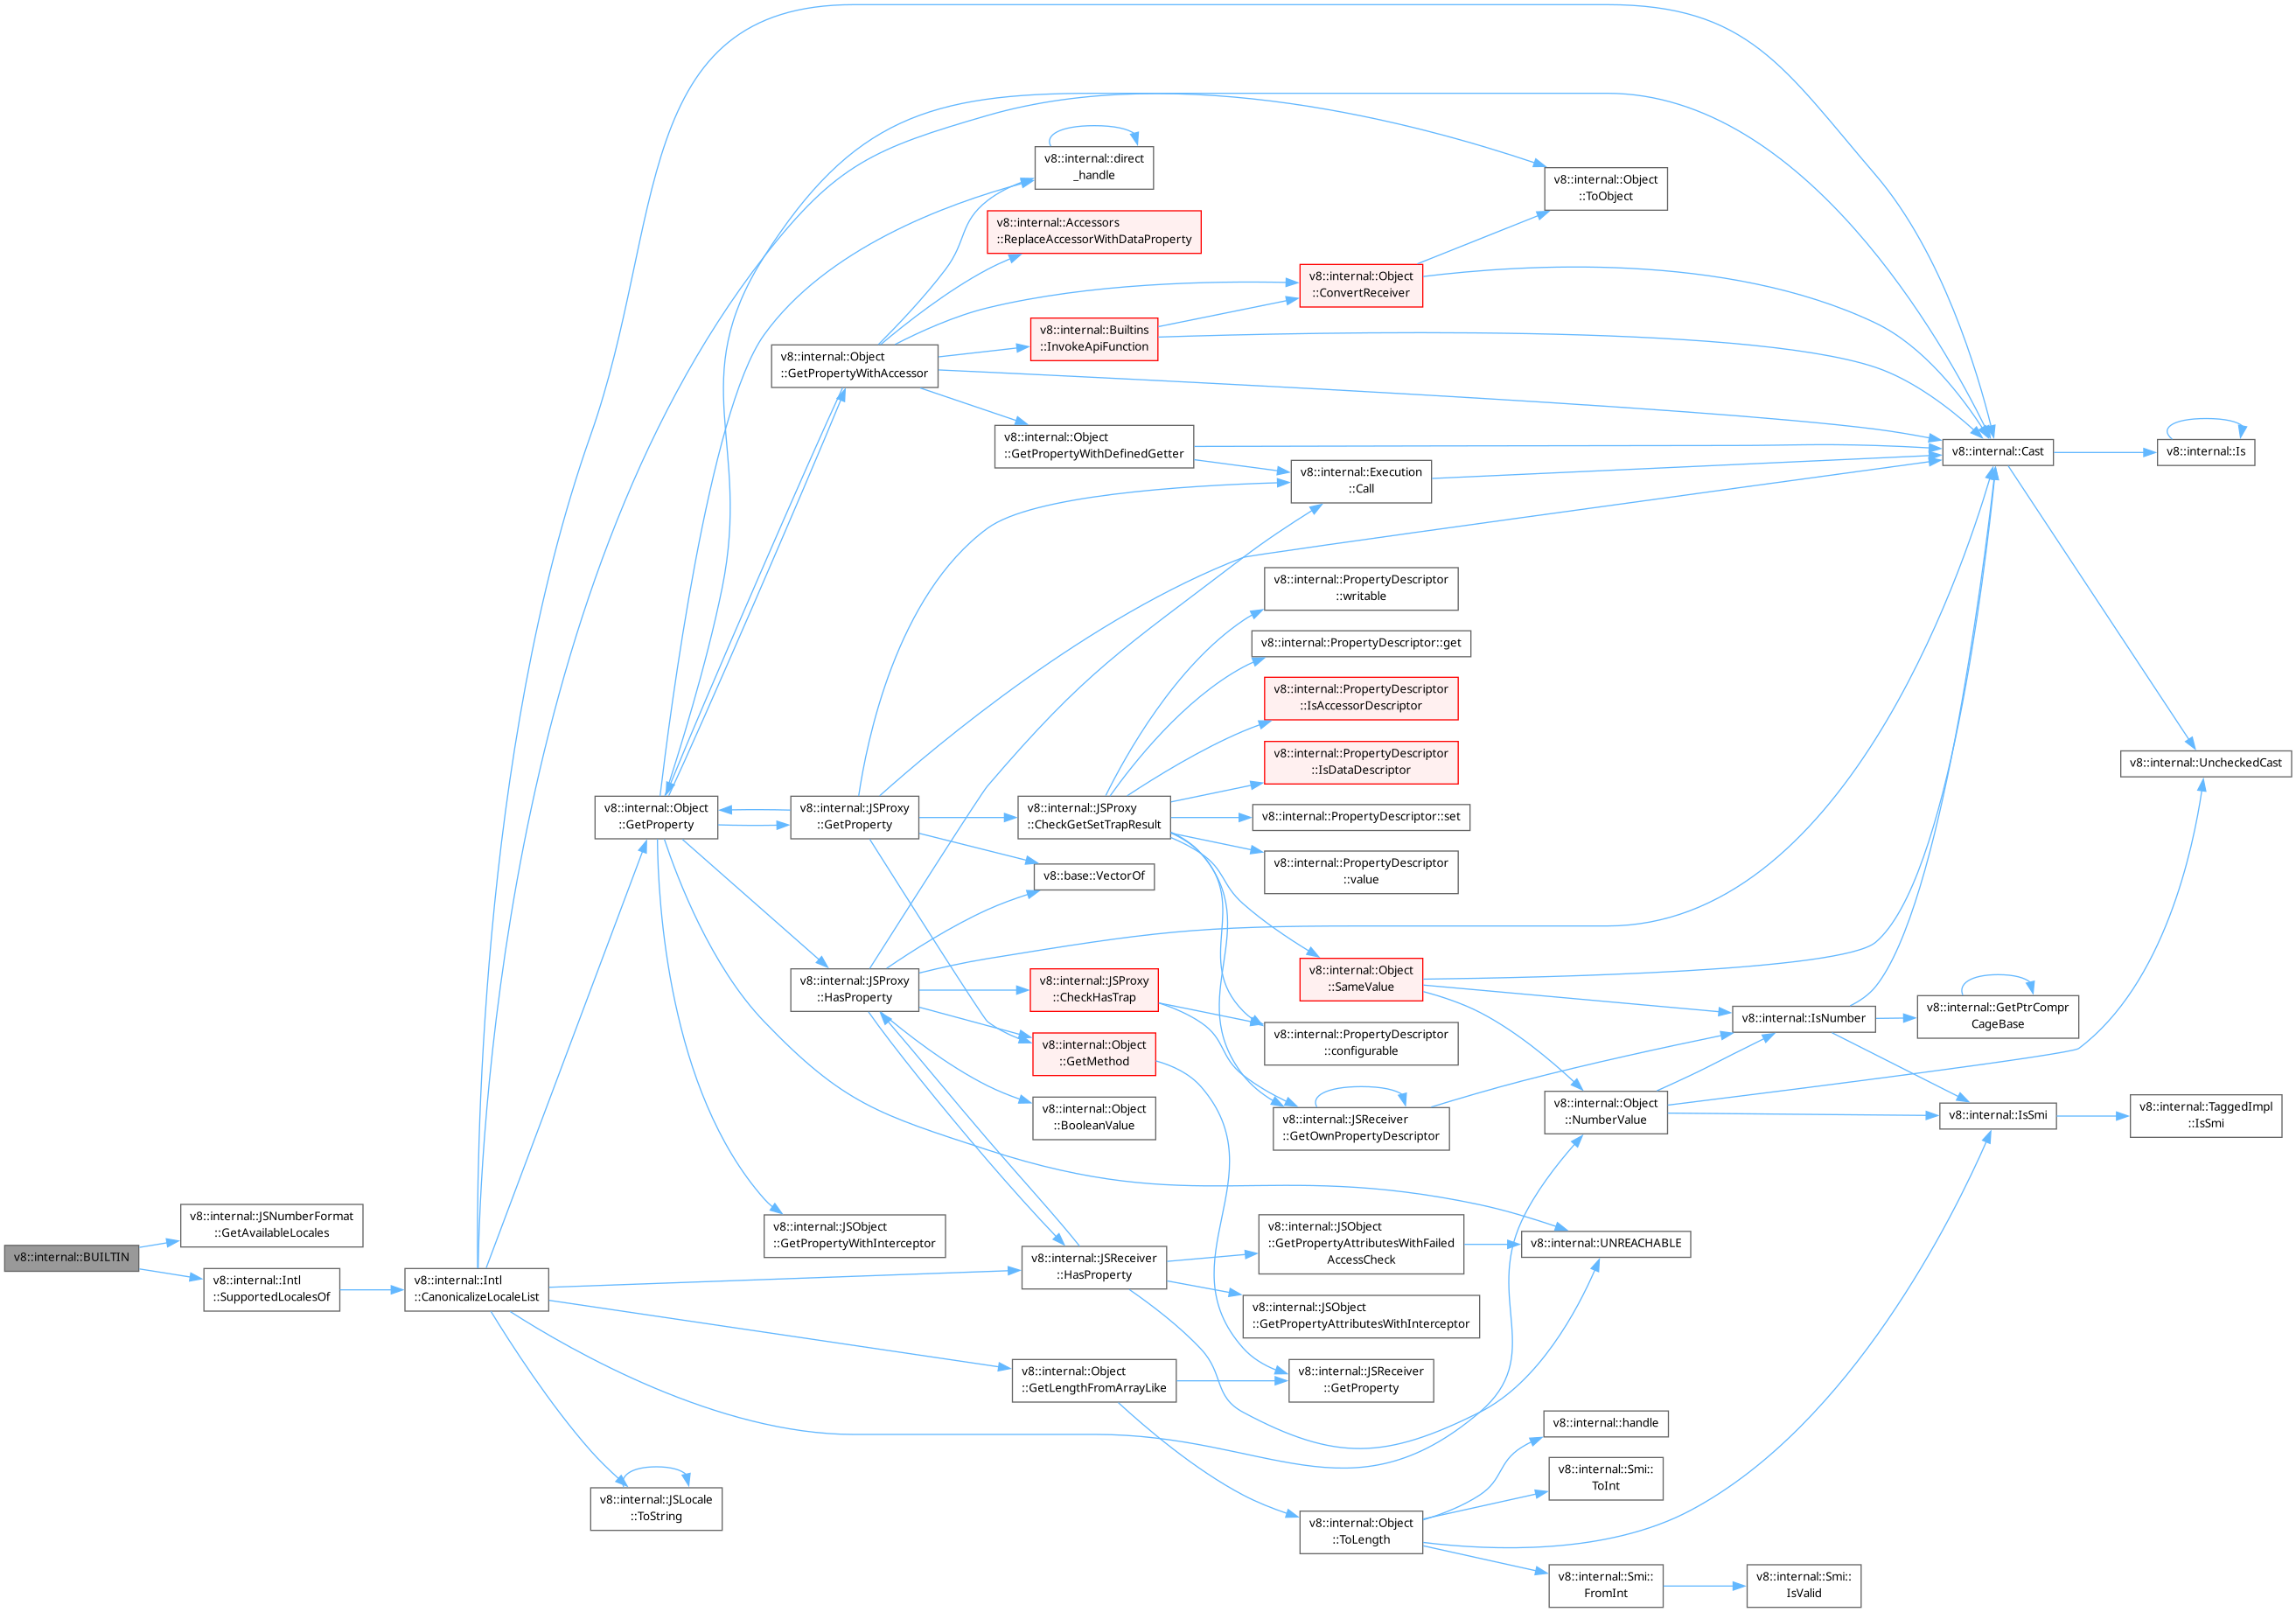 v8::internal::direct
_handle
v8::internal::Object
::ToObject
v8::internal::Accessors
::ReplaceAccessorWithDataProperty
v8::internal::Object
::ConvertReceiver
v8::internal::Builtins
::InvokeApiFunction
v8::internal::Object
::GetPropertyWithAccessor
v8::internal::Object
::GetPropertyWithDefinedGetter
v8::internal::Cast
v8::internal::Is
v8::internal::Execution
::Call
v8::internal::PropertyDescriptor
::writable
v8::internal::PropertyDescriptor::get
v8::internal::PropertyDescriptor
::IsAccessorDescriptor
v8::internal::PropertyDescriptor
::IsDataDescriptor
v8::internal::UncheckedCast
v8::internal::Object
::GetProperty
v8::internal::JSProxy
::GetProperty
v8::internal::JSProxy
::CheckGetSetTrapResult
v8::internal::PropertyDescriptor::set
v8::base::VectorOf
v8::internal::PropertyDescriptor
::value
v8::internal::JSProxy
::HasProperty
v8::internal::JSProxy
::CheckHasTrap
v8::internal::Object
::SameValue
v8::internal::IsNumber
v8::internal::GetPtrCompr
CageBase
v8::internal::Object
::GetMethod
v8::internal::PropertyDescriptor
::configurable
v8::internal::Object
::BooleanValue
v8::internal::JSReceiver
::GetOwnPropertyDescriptor
v8::internal::Object
::NumberValue
v8::internal::IsSmi
v8::internal::TaggedImpl
::IsSmi
v8::internal::JSNumberFormat
::GetAvailableLocales
v8::internal::BUILTIN
v8::internal::Intl
::SupportedLocalesOf
v8::internal::Intl
::CanonicalizeLocaleList
v8::internal::JSObject
::GetPropertyWithInterceptor
v8::internal::JSReceiver
::HasProperty
v8::internal::JSObject
::GetPropertyAttributesWithFailed
AccessCheck
v8::internal::UNREACHABLE
v8::internal::JSObject
::GetPropertyAttributesWithInterceptor
v8::internal::Object
::GetLengthFromArrayLike
v8::internal::JSReceiver
::GetProperty
v8::internal::handle
v8::internal::Smi::
ToInt
v8::internal::JSLocale
::ToString
v8::internal::Object
::ToLength
v8::internal::Smi::
FromInt
v8::internal::Smi::
IsValid